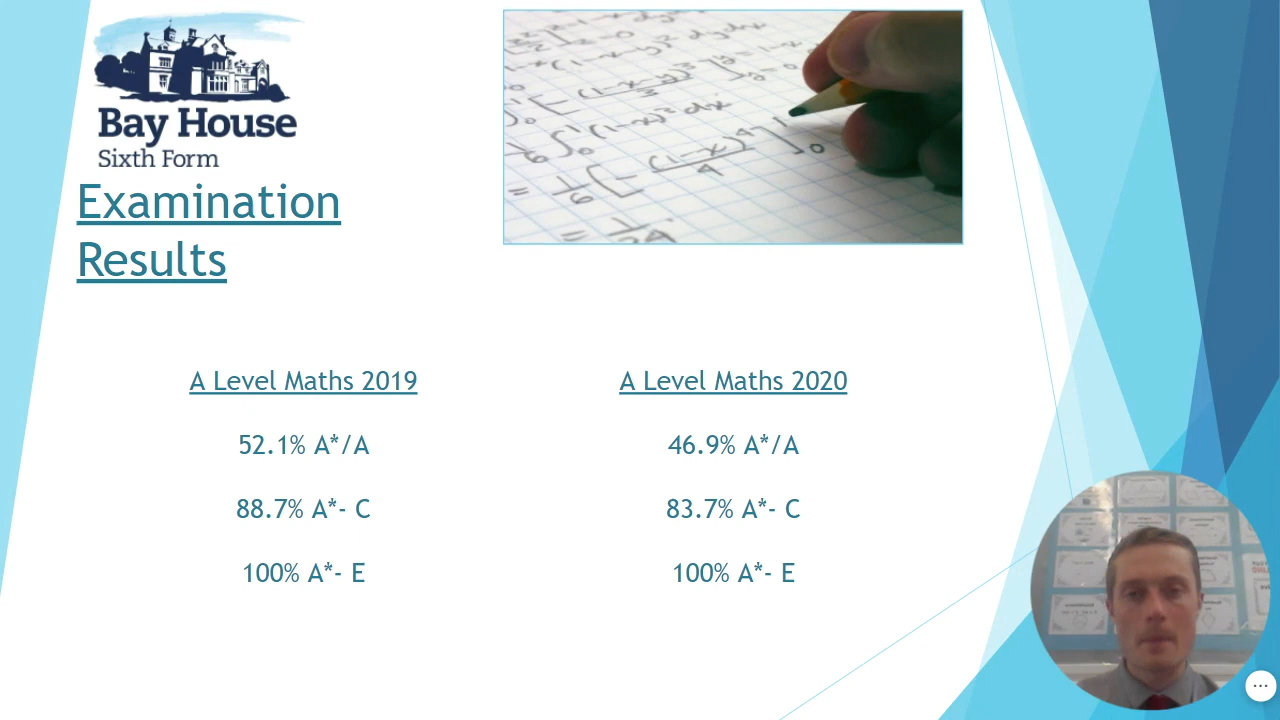 Bay House
Sixth Form
Examination
Results
A Level Maths 2019
52.1% A*/A
88.7% A*- C
100% A*- E
A Level Maths 2020
46.9% A*/A
83.7% A*- C
100% A*- E